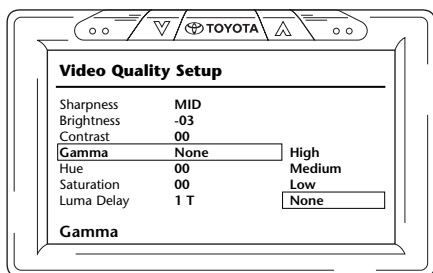 TOYOTA
Video Quality Setup
Sharpness MID
Brightness -03
Contrast 00
Gamma None High
Hue 00 Medium
Saturation 00 Low
Luma Delay 1 T None
Gamma